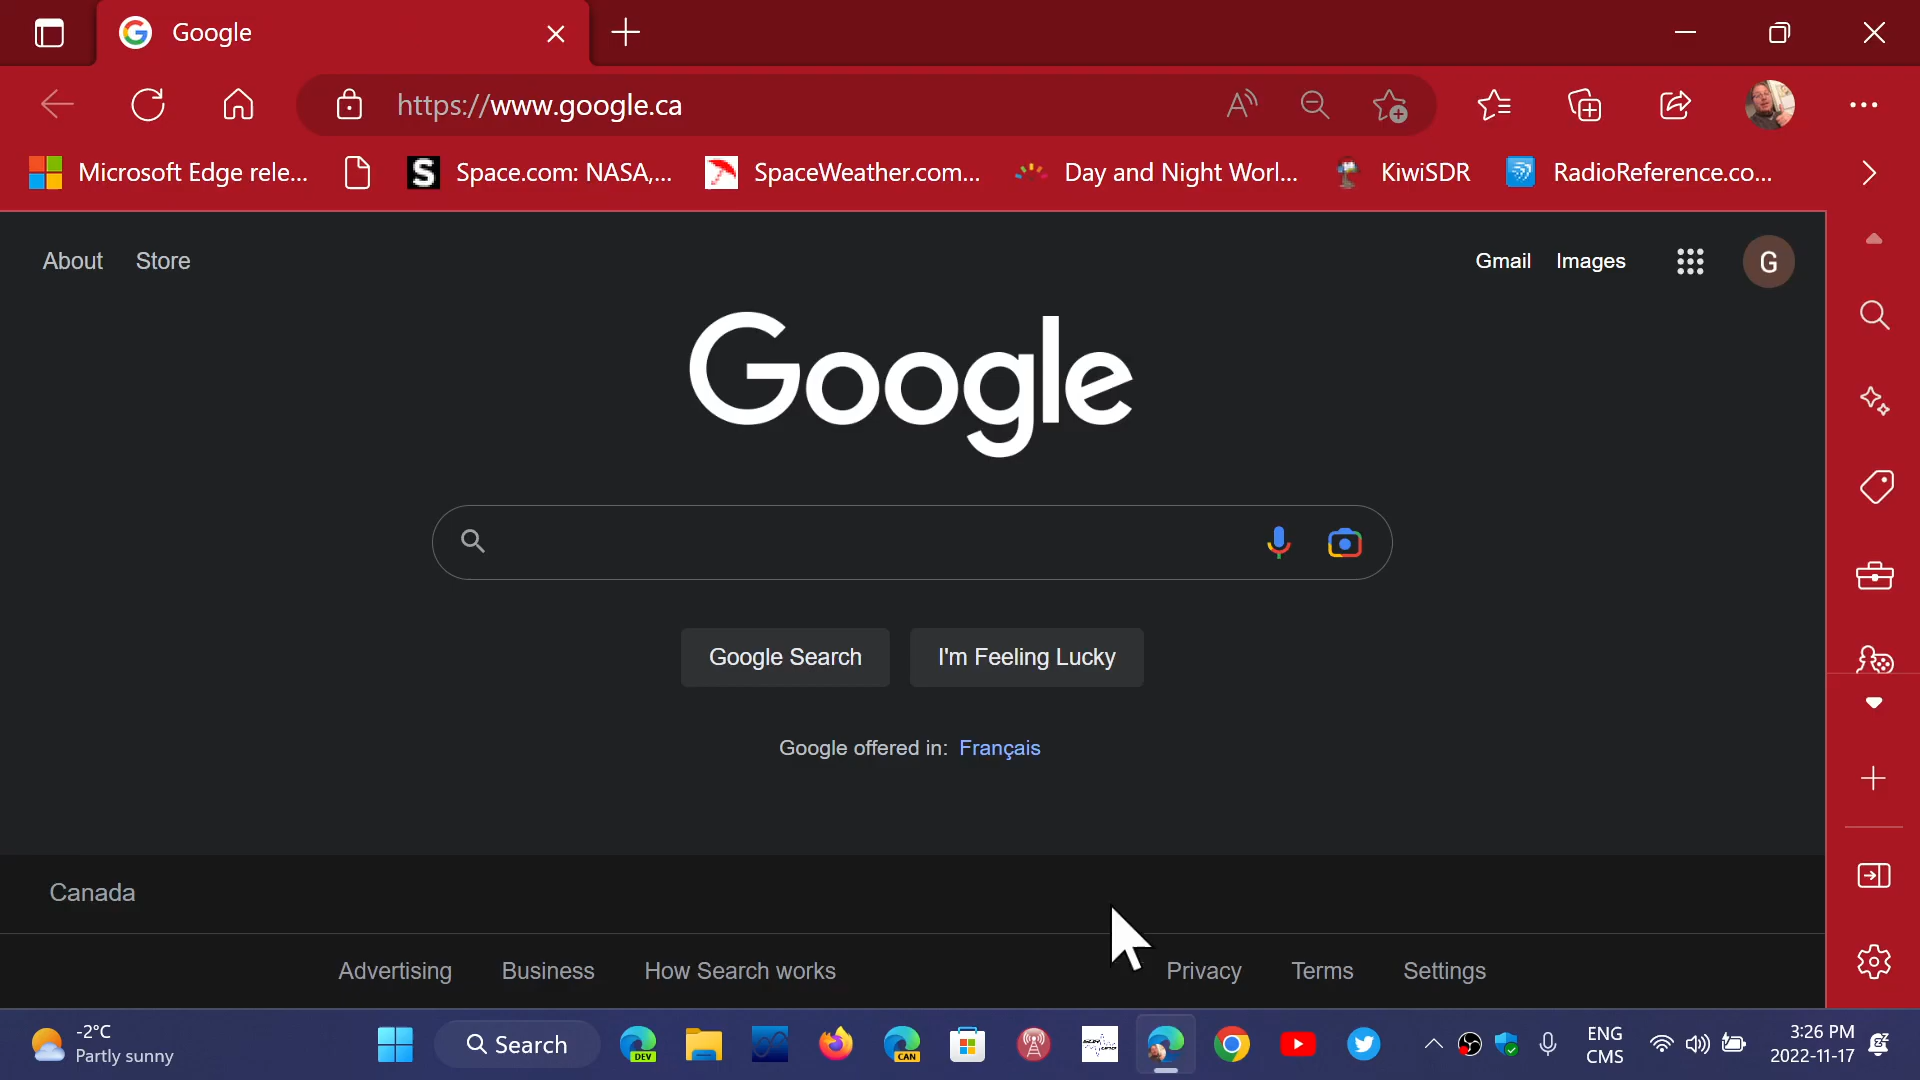 Google
https://www.google.ca
Microsoft Edge rele...
Space.com: NASA,...
SpaceWeather.com...
Day and Night Worl...
KiwiSDR
RadioReference.co...
About Store
Gmail Images
G
Google
Google Search
I'm Feeling Lucky
Google offered in: Français
Canada
Advertising Business How Search works
Privacy Terms Settings
-2°C
Partly sunny
Search
DEV
CAN
ENG
CMS
3:26 PM
2022-11-17